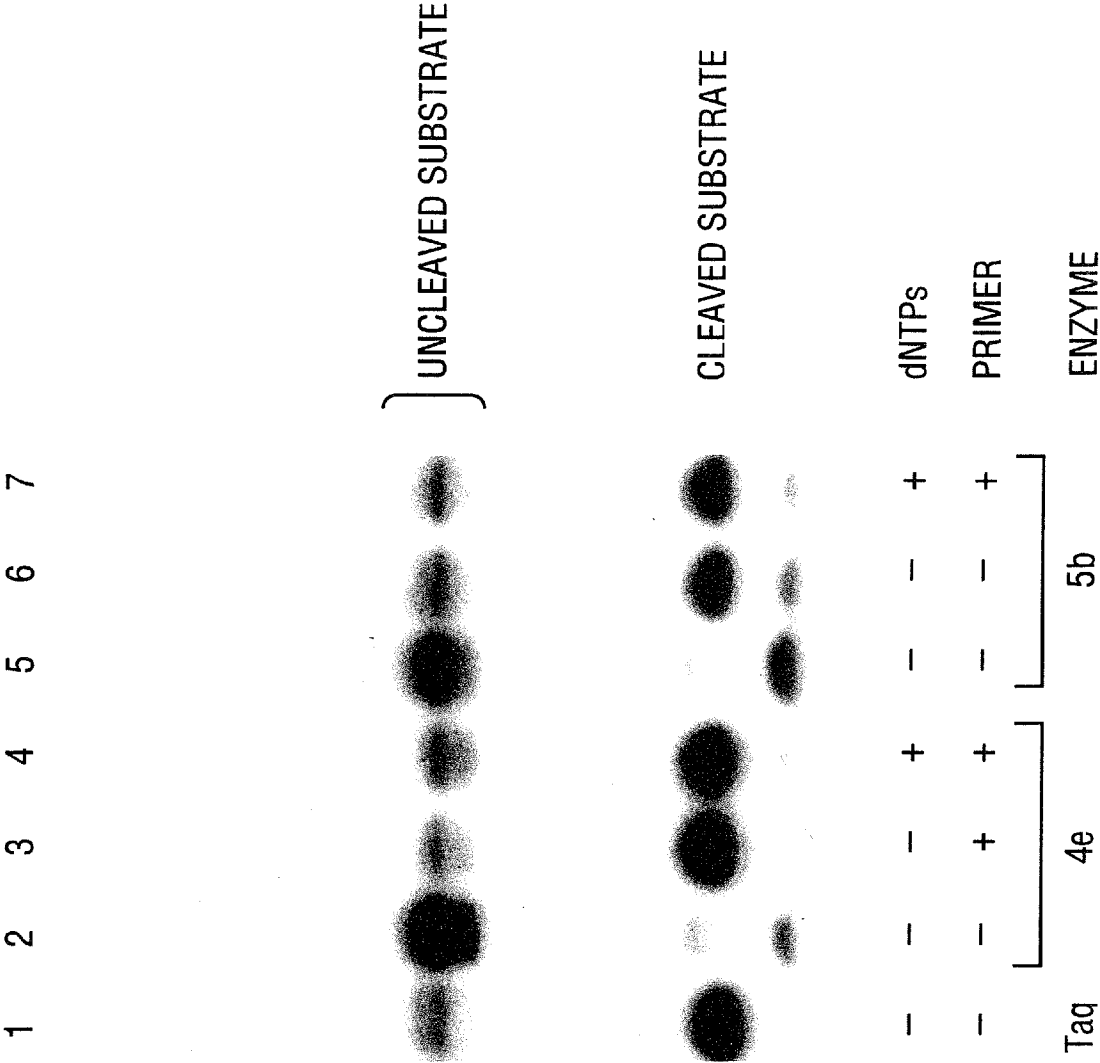 1 2 3 4 5 6 7
UNCLEAVED SUBSTRATE
CLEAVED SUBSTRATE
− − − + − − + dNTPs
− − + + − − + PRIMER
Taq 4e 5b ENZYME